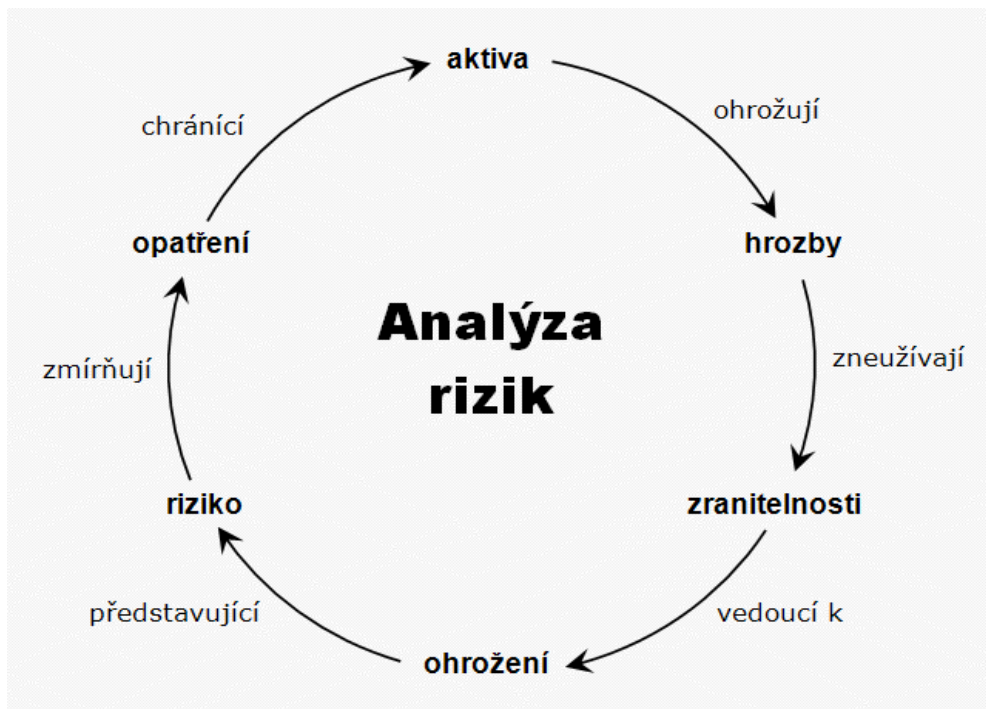 aktiva
ohrožují
chránící
hrozby
opatření
Analýza
rizik
zneužívají
zmírňují
zranitelnosti
riziko
vedoucí k
představující
ohrožení